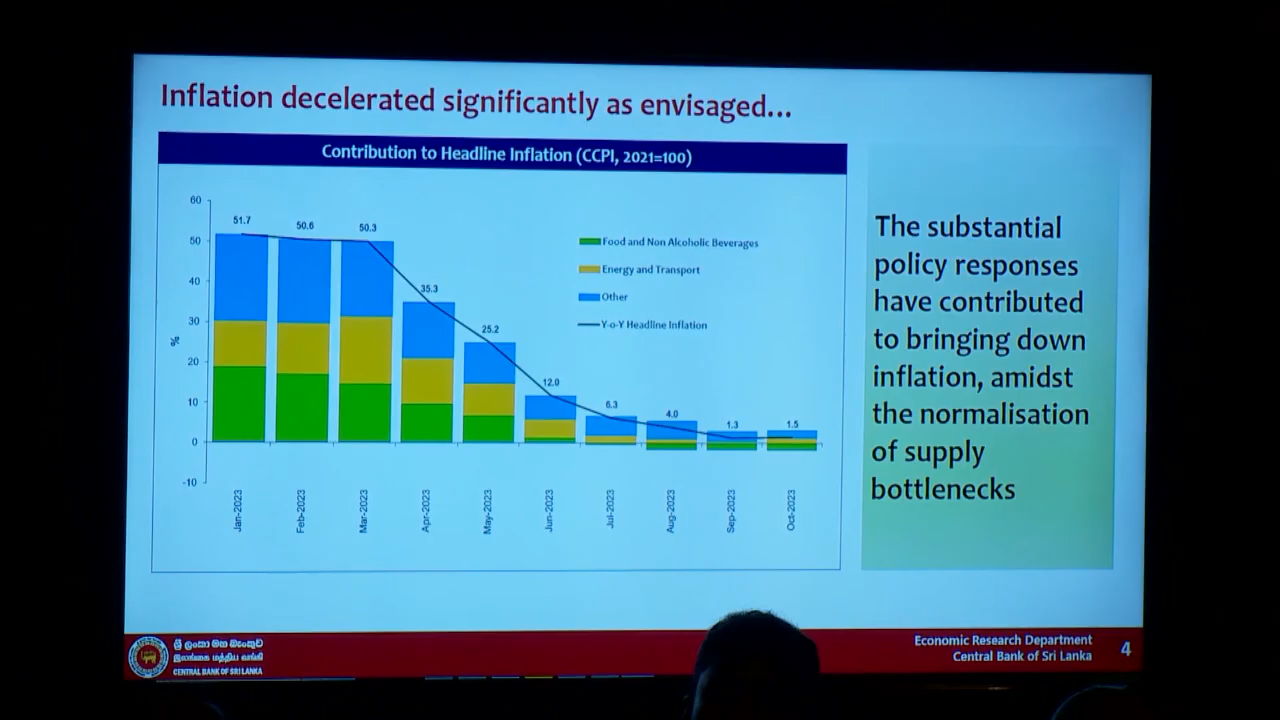 Inflation decelerated significantly as envisaged...
Contribution to Headline Inflation (CCPI, 2021=100)
60
50
40
30
20
10
0
-10
%
51.7
50.6
50.3
35.3
25.2
12.0
6.3
4.0
1.3
1.5
Food and Non Alcoholic Beverages
Energy and Transport
Other
Y-o-Y Headline Inflation
Jan-2023
Feb-2023
Mar-2023
Apr-2023
May-2023
Jun-2023
Jul-2023
Aug-2023
Sep-2023
Oct-2023
The substantial
policy responses
have contributed
to bringing down
inflation, amidst
the normalisation
of supply
bottlenecks
ශ්‍රී ලංකා මහ බැංකුව
இலங்கை மத்திய வங்கி
CENTRAL BANK OF SRI LANKA
Economic Research Department
Central Bank of Sri Lanka
4